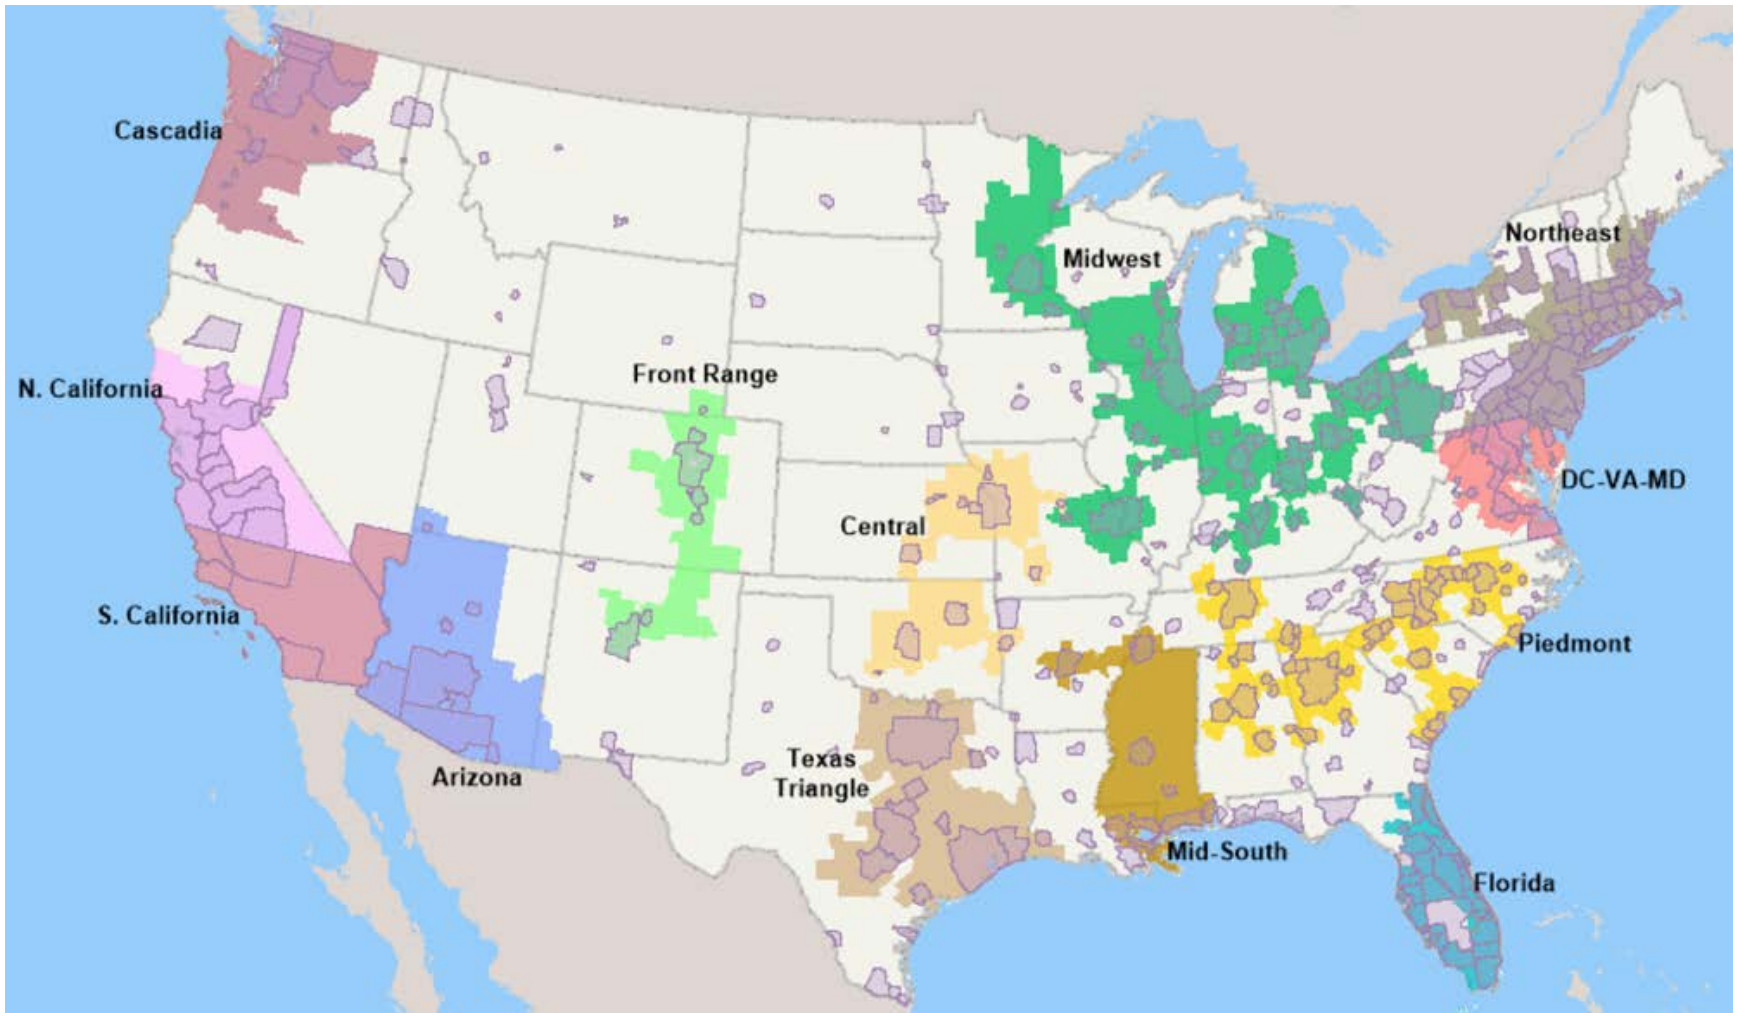 Cascadia
Northeast
Midwest
Front Range
N. California
DC-VA-MD
Central
S. California
Piedmont
Texas
Triangle
Arizona
Mid-South
Florida